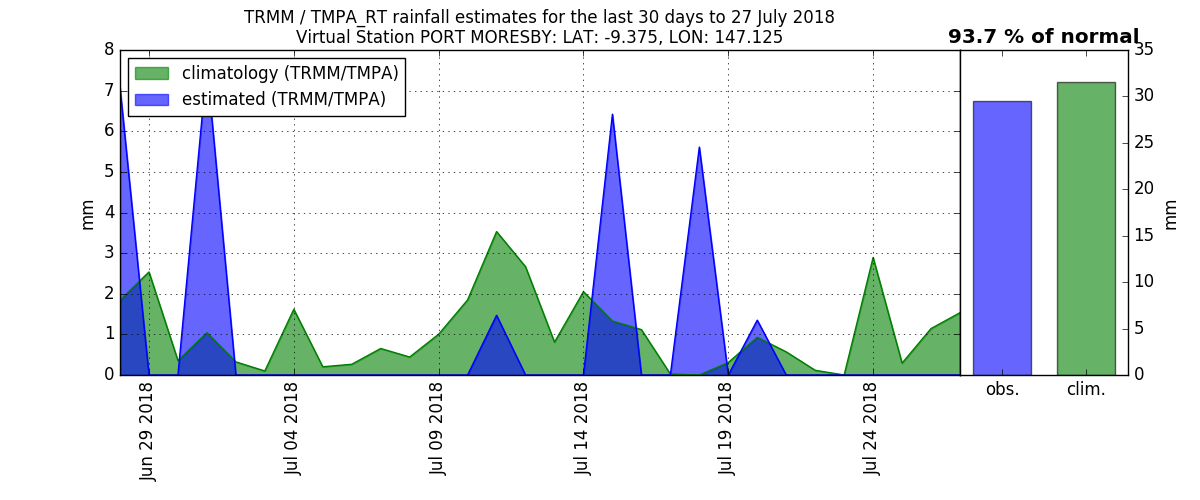 TRMM / TMPA_RT rainfall estimates for the last 30 days to 27 July 2018
Virtual Station PORT MORESBY: LAT: -9.375, LON: 147.125
93.7 % of normal
climatology (TRMM/TMPA)
estimated (TRMM/TMPA)
8
7
6
5
4
3
2
1
0
mm
Jun 29 2018
Jul 04 2018
Jul 09 2018
Jul 14 2018
Jul 19 2018
Jul 24 2018
35
30
25
20
15
10
5
0
mm
obs.
clim.